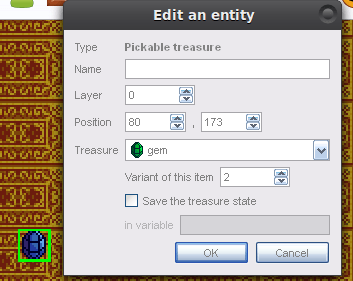 Edit an entity
Type Pickable treasure
Name
Layer 0
Position 80 , 173
Treasure gem
Variant of this item 2
Save the treasure state
in variable
OK Cancel